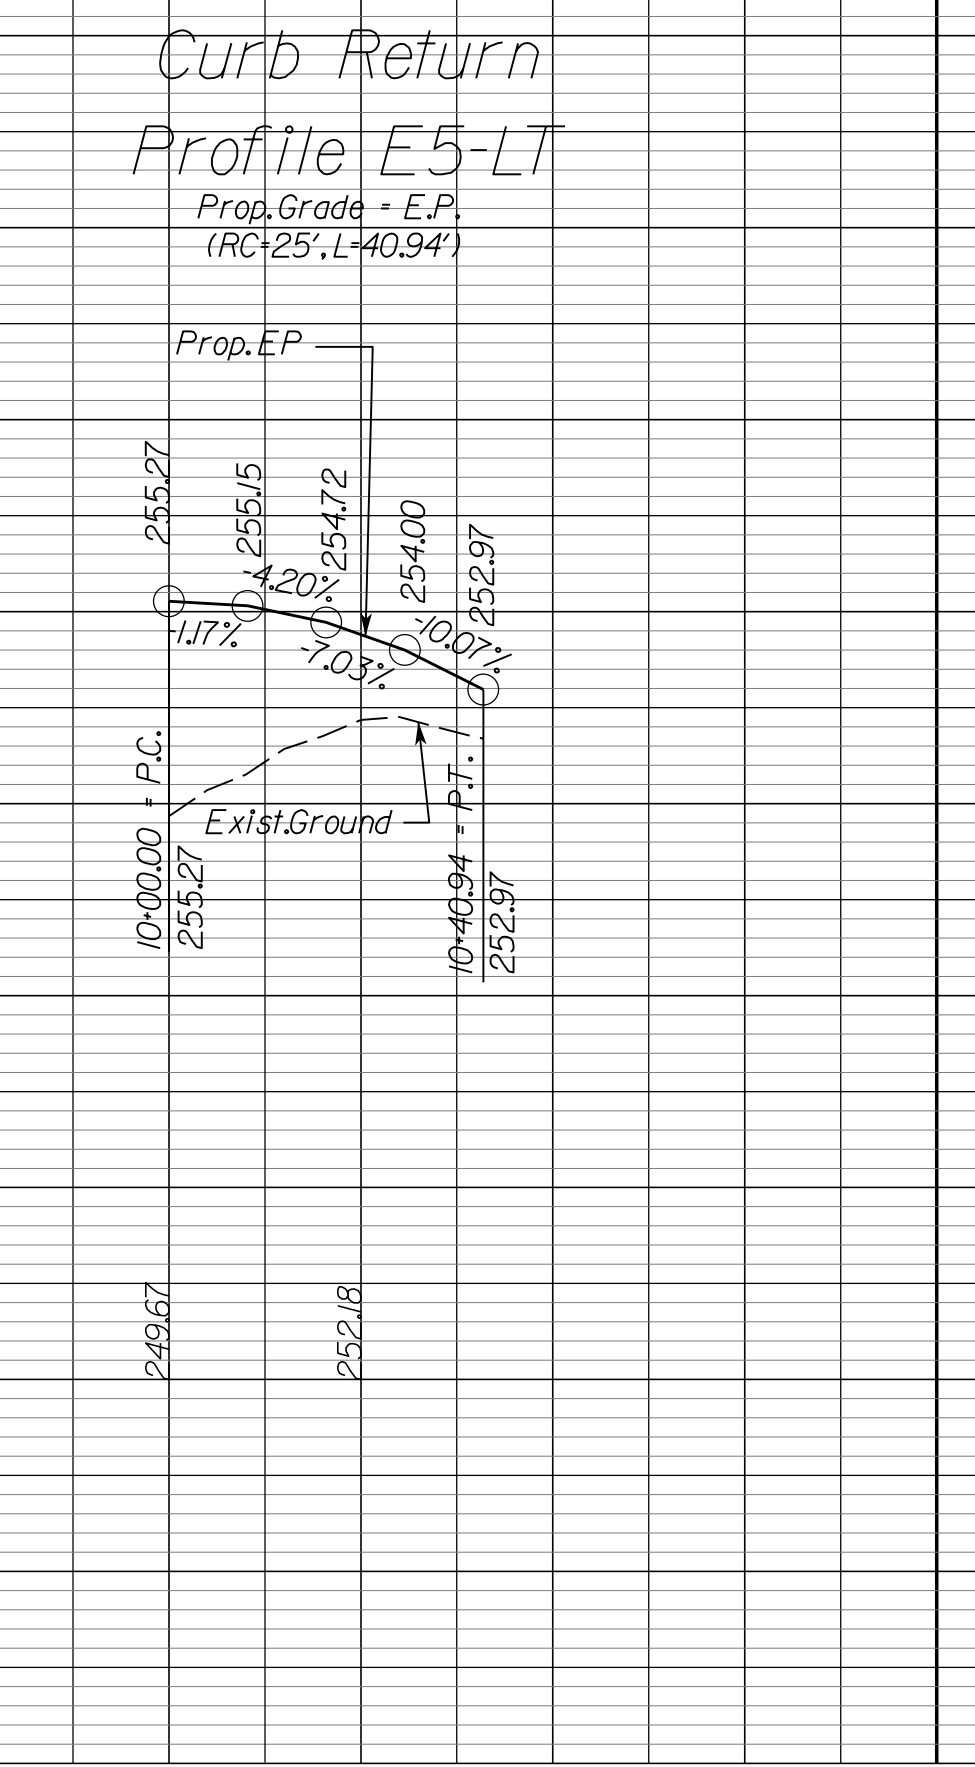 Curb Return
Profile E5-LT
Prop. Grade = E.P.
(RC=25', L=40.94')
Prop. EP
255.27
255.15
254.72
254.00
252.97
-1.17%
-4.20%
-7.03%
-10.07%
Exist. Ground
10+00.00 = P.C.
255.27
10+40.94 = P.T.
252.97
249.67
252.18